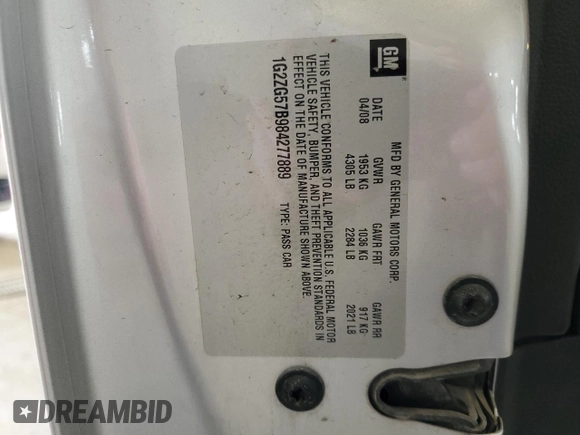 GM
MFD BY GENERAL MOTORS CORP.
DATE GVWR GAWR FRT GAWR RR
04/08 1953 KG 1036 KG 917 KG
4305 LB 2284 LB 2021 LB
THIS VEHICLE CONFORMS TO ALL APPLICABLE U.S. FEDERAL MOTOR
VEHICLE SAFETY, BUMPER, AND THEFT PREVENTION STANDARDS IN
EFFECT ON THE DATE OF MANUFACTURE SHOWN ABOVE.
1G2ZG57B984277889 TYPE: PASS CAR
DREAMBID